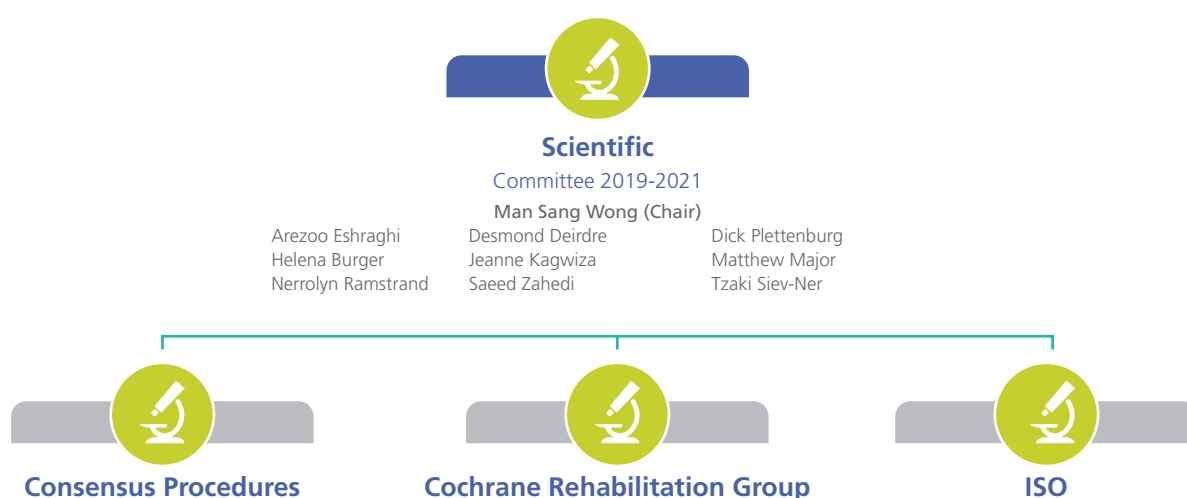 Scientific
Committee 2019-2021
Man Sang Wong (Chair)
Arezoo Eshraghi Desmond Deirdre Dick Plettenburg
Helena Burger Jeanne Kagwiza Matthew Major
Nerrolyn Ramstrand Saeed Zahedi Tzaki Siev-Ner
Consensus Procedures Cochrane Rehabilitation Group ISO